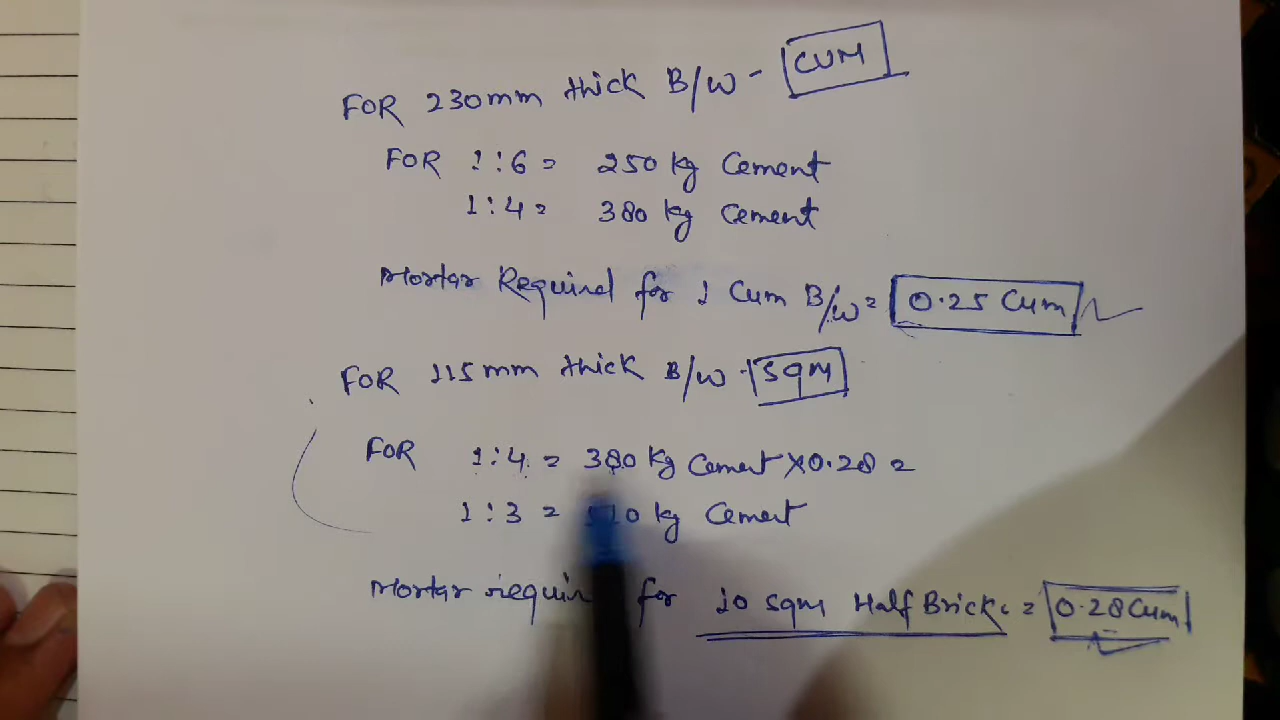 FOR 230mm thick B/W - CUM
FOR 1:6 = 250 kg Cement
1:4 = 380 kg Cement
Mortar Required for 1 Cum B/W = 0.25 Cum
FOR 115mm thick B/W - SQM
FOR 1:4 = 380 kg Cement x 0.28 =
1:3 = 510 kg Cement
Mortar for 10 sqm Half Brick = 0.28 Cum